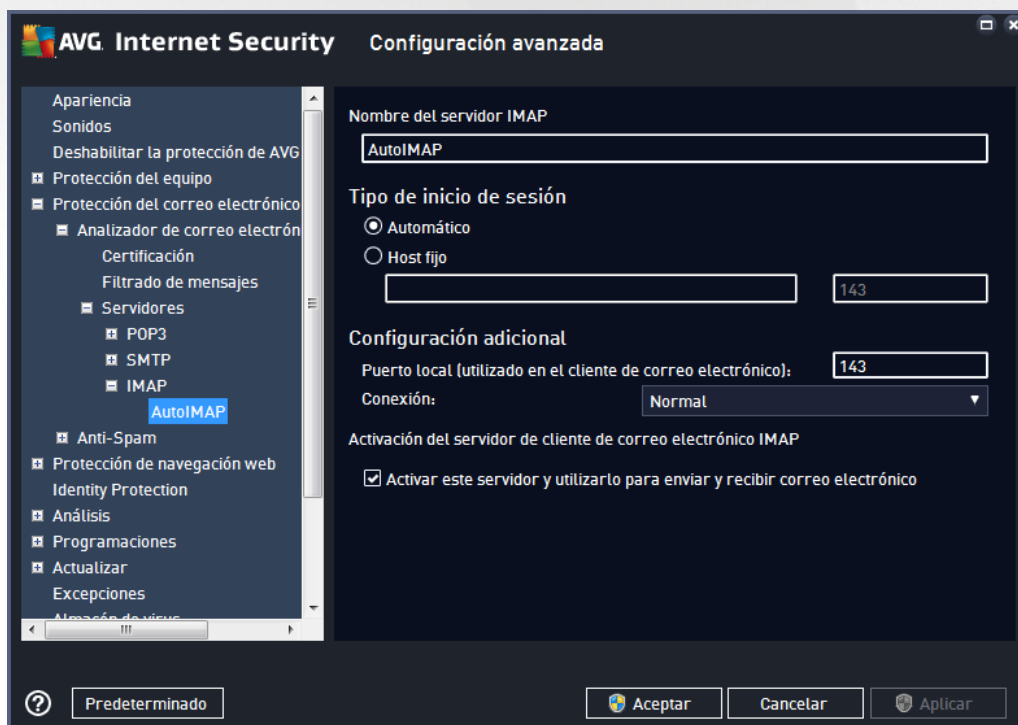 AVG. Internet Security Configuración avanzada
Apariencia
Sonidos
Deshabilitar la protección de AVG
Protección del equipo
Protección del correo electrónico
Analizador de correo electrón
Certificación
Filtrado de mensajes
Servidores
POP3
SMTP
IMAP
AutoIMAP
Anti-Spam
Protección de navegación web
Identity Protection
Análisis
Programaciones
Actualizar
Excepciones
Almacén de virus
Nombre del servidor IMAP
AutoIMAP
Tipo de inicio de sesión
Automático
Host fijo
143
Configuración adicional
Puerto local (utilizado en el cliente de correo electrónico): 143
Conexión: Normal
Activación del servidor de cliente de correo electrónico IMAP
Activar este servidor y utilizarlo para enviar y recibir correo electrónico
Predeterminado
Aceptar
Cancelar
Aplicar